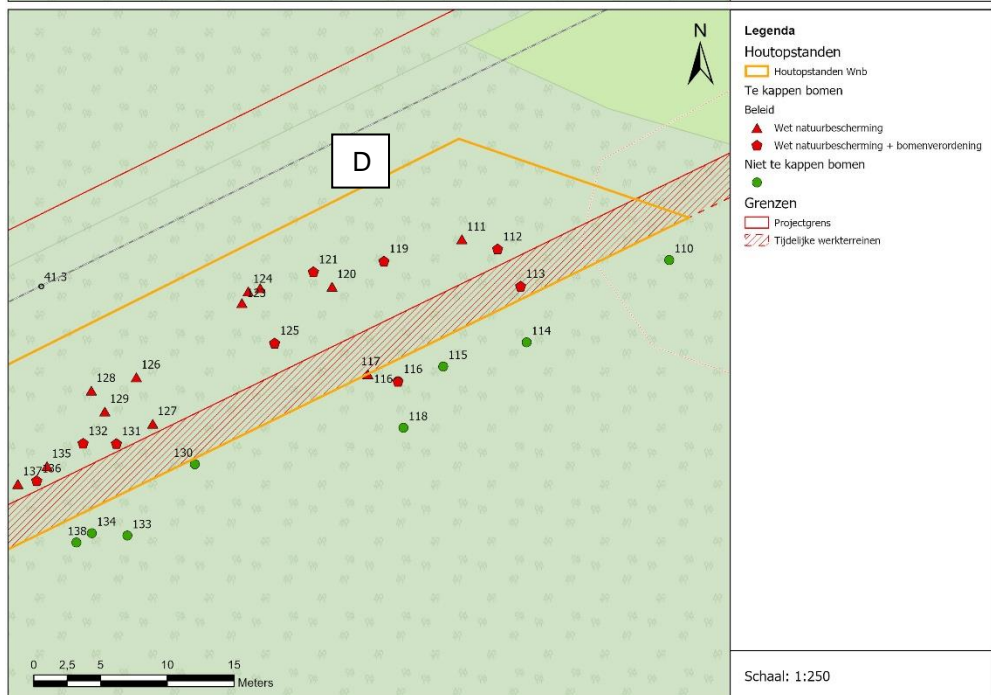 N
D
41.3
111
112
119
121
120
110
124
123
113
125
114
117
115
116
116
126
128
129
118
127
132
131
135
130
137
136
134
133
138
0 2,5 5 10 15
Meters
Legenda
Houtopstanden
Houtopstanden Wnb
Te kappen bomen
Beleid
Wet natuurbescherming
Wet natuurbescherming + bomenverordening
Niet te kappen bomen
Grenzen
Projectgrens
Tijdelijke werkterreinen
Schaal: 1:250